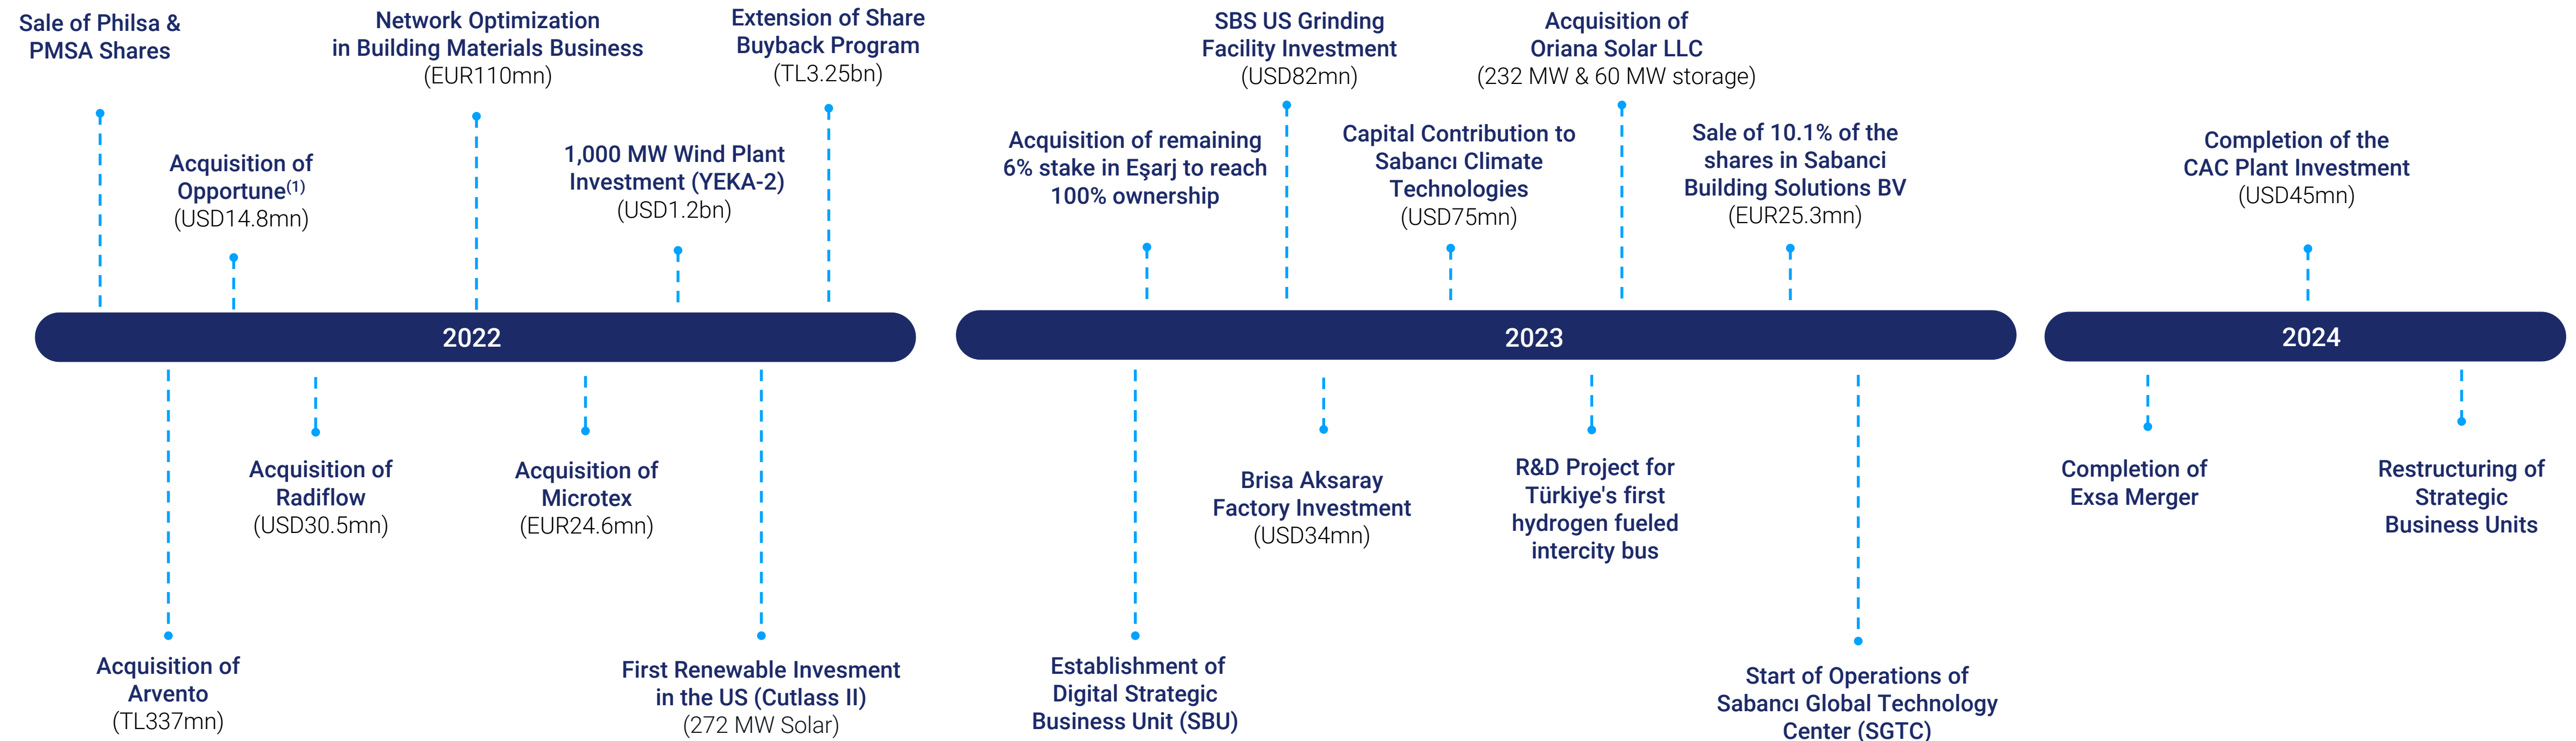 Sale of Philsa &
PMSA Shares
Network Optimization
in Building Materials Business
(EUR110mn)
Extension of Share
Buyback Program
(TL3.25bn)
Acquisition of
Opportune(1)
(USD14.8mn)
1,000 MW Wind Plant
Investment (YEKA-2)
(USD1.2bn)
SBS US Grinding
Facility Investment
(USD82mn)
Acquisition of
Oriana Solar LLC
(232 MW & 60 MW storage)
Acquisition of remaining
6% stake in Eşarj to reach
100% ownership
Capital Contribution to
Sabancı Climate
Technologies
(USD75mn)
Sale of 10.1% of the
shares in Sabanci
Building Solutions BV
(EUR25.3mn)
Completion of the
CAC Plant Investment
(USD45mn)
2022
2023
2024
Acquisition of
Radiflow
(USD30.5mn)
Acquisition of
Microtex
(EUR24.6mn)
Brisa Aksaray
Factory Investment
(USD34mn)
R&D Project for
Türkiye's first
hydrogen fueled
intercity bus
Completion of
Exsa Merger
Restructuring of
Strategic
Business Units
Acquisition of
Arvento
(TL337mn)
First Renewable Invesment
in the US (Cutlass II)
(272 MW Solar)
Establishment of
Digital Strategic
Business Unit (SBU)
Start of Operations of
Sabancı Global Technology
Center (SGTC)